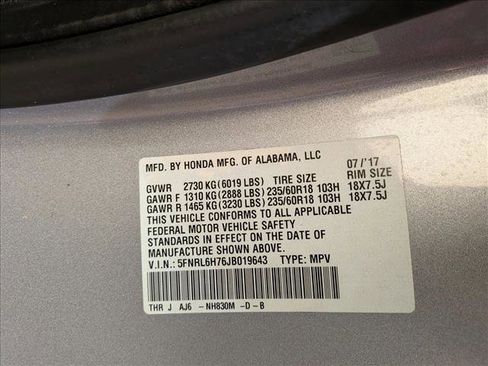 MFD. BY HONDA MFG. OF ALABAMA, LLC 07/'17
GVWR 2730 KG (6019 LBS) TIRE SIZE RIM SIZE
GAWR F 1310 KG (2888 LBS) 235/60R18 103H 18X7.5J
GAWR R 1465 KG (3230 LBS) 235/60R18 103H 18X7.5J
THIS VEHICLE CONFORMS TO ALL APPLICABLE
FEDERAL MOTOR VEHICLE SAFETY
STANDARDS IN EFFECT ON THE DATE OF
MANUFACTURE SHOWN ABOVE.
V.I.N.: 5FNRL6H76JB019643 TYPE: MPV
THR J AJ6 -NH830M -D -B